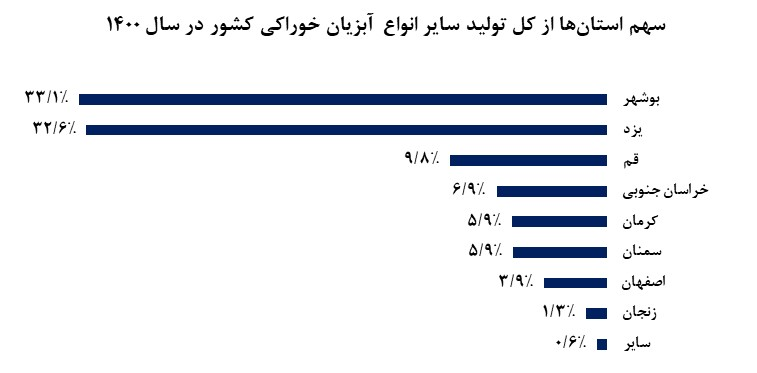 سهم استان‌ها از کل تولید سایر انواع آبزیان خوراکی کشور در سال ۱۴۰۰
بوشهر ۳۳/۱٪
یزد ۳۲/۶٪
قم ۹/۸٪
خراسان جنوبی ۶/۹٪
کرمان ۵/۹٪
سمنان ۵/۹٪
اصفهان ۳/۹٪
زنجان ۱/۳٪
سایر ۰/۶٪